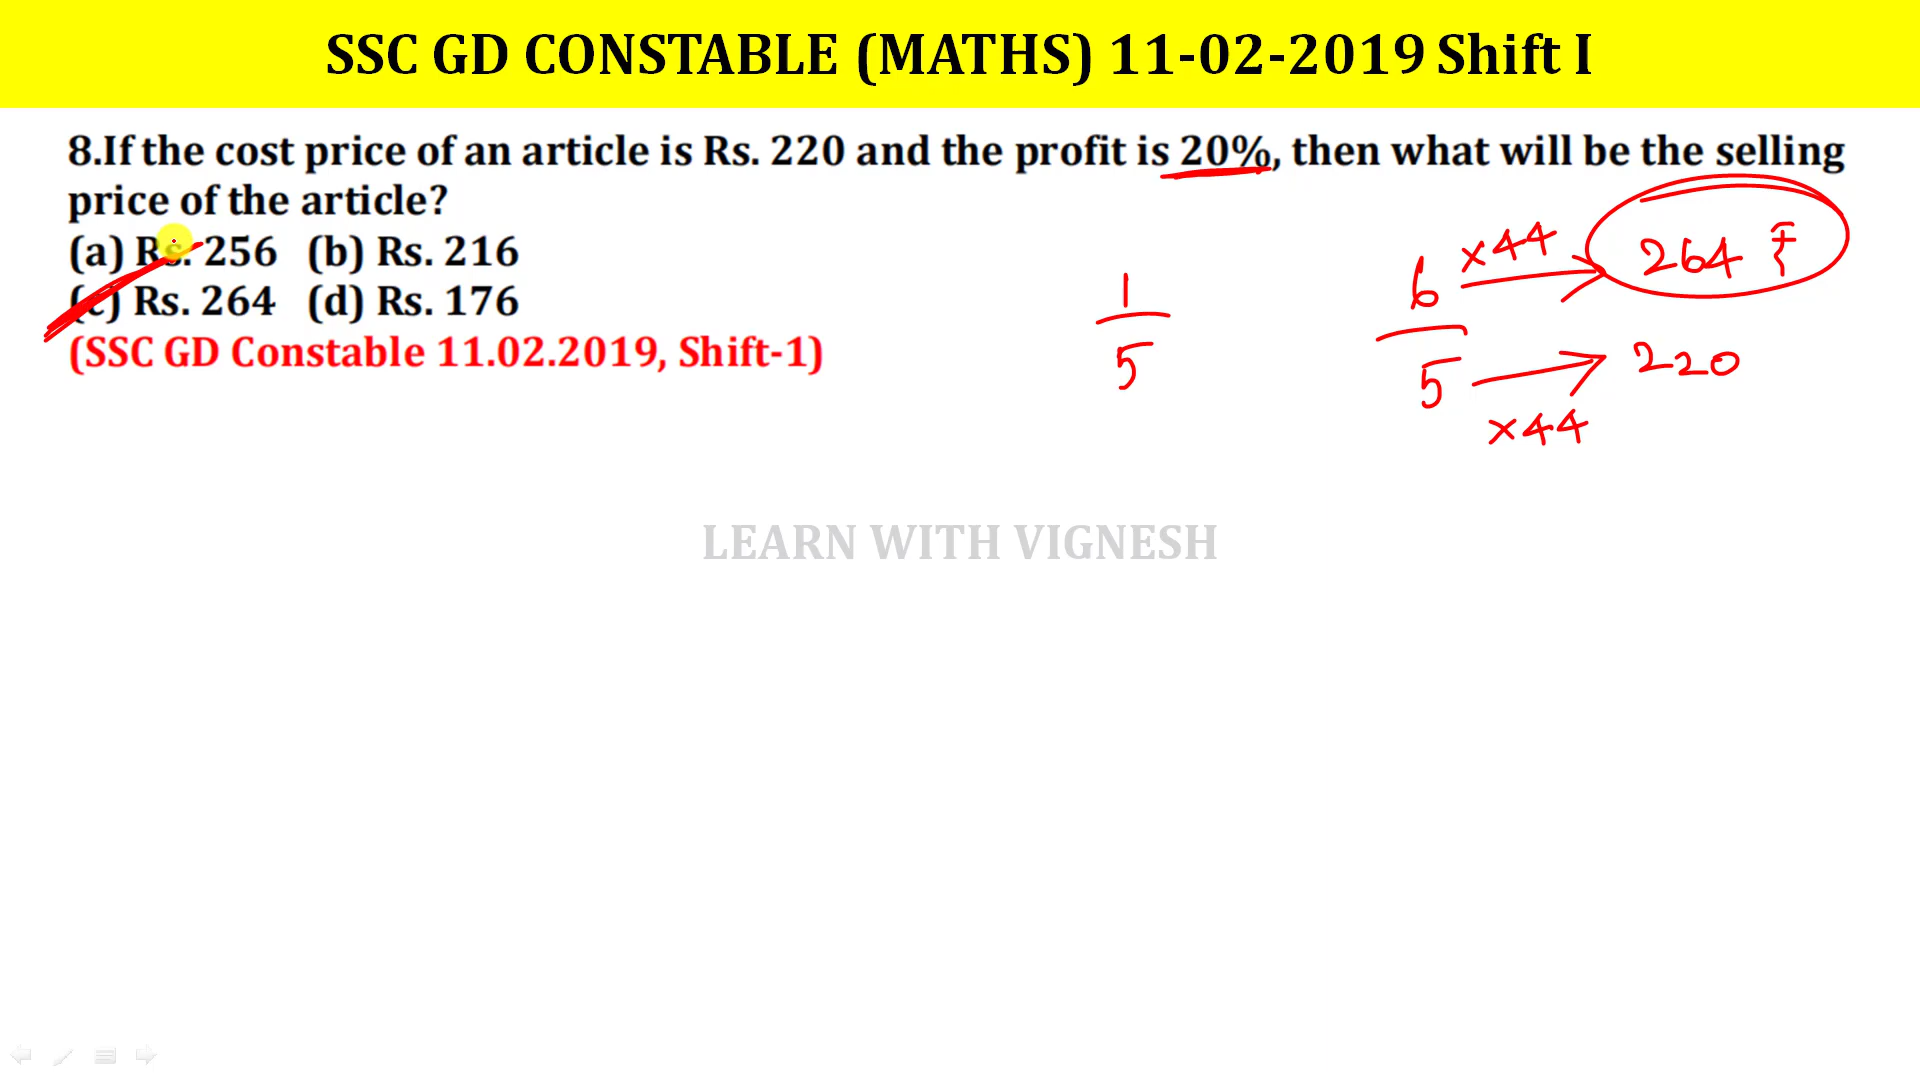 SSC GD CONSTABLE (MATHS) 11-02-2019 Shift I
8.If the cost price of an article is Rs. 220 and the profit is 20%, then what will be the selling
price of the article?
(a) Rs. 256 (b) Rs. 216
(c) Rs. 264 (d) Rs. 176
(SSC GD Constable 11.02.2019, Shift-1)
1
5
6 ×44 264 ₹
5 ×44 220
LEARN WITH VIGNESH